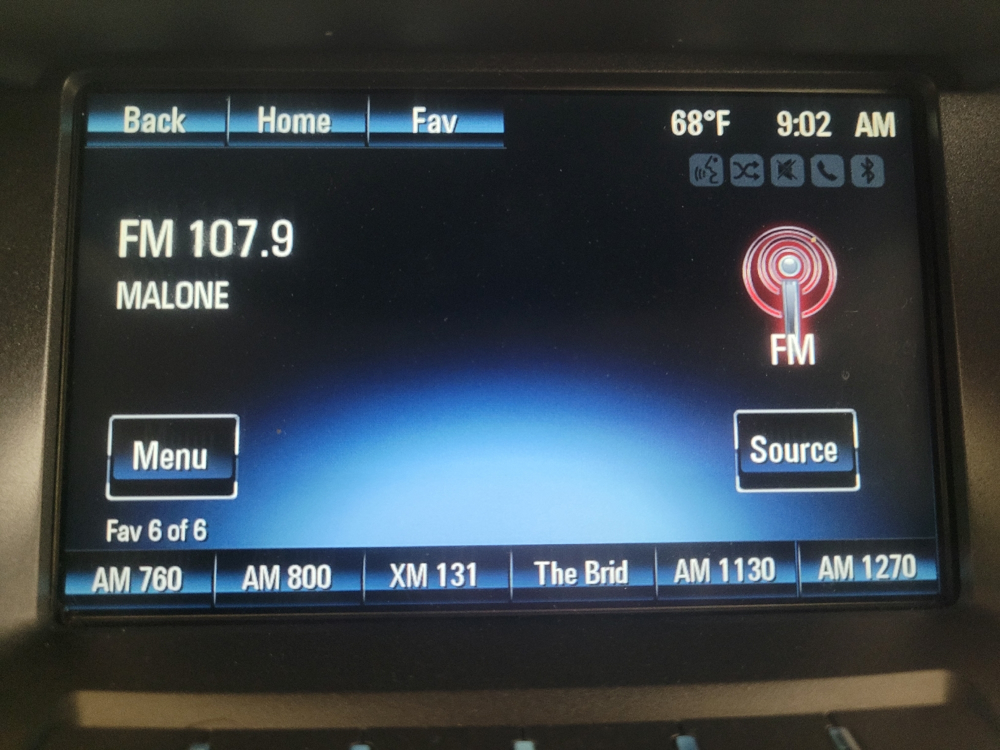 Back Home Fav 68°F 9:02 AM
FM 107.9
MALONE
FM
Menu Source
Fav 6 of 6
AM 760 AM 800 XM 131 The Brid AM 1130 AM 1270